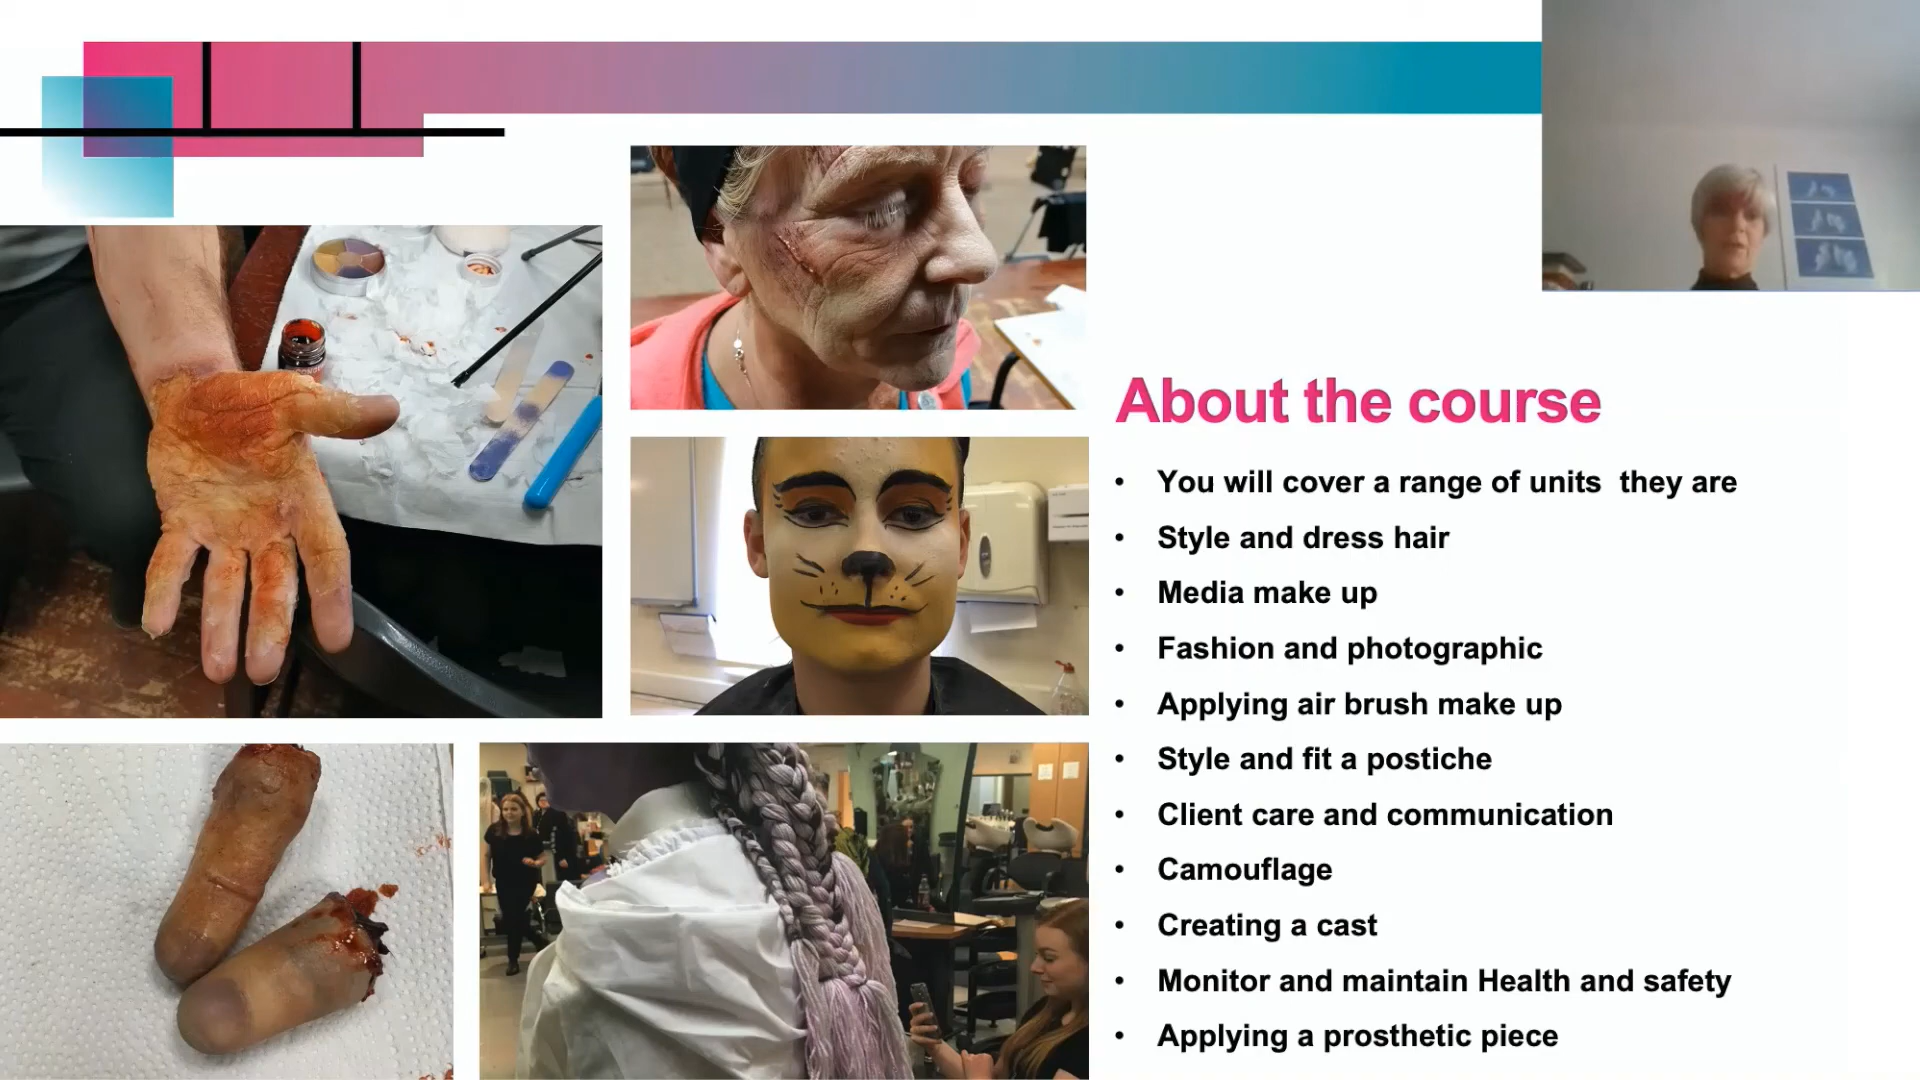 About the course
• You will cover a range of units  they are
• Style and dress hair
• Media make up
• Fashion and photographic
• Applying air brush make up
• Style and fit a postiche
• Client care and communication
• Camouflage
• Creating a cast
• Monitor and maintain Health and safety
• Applying a prosthetic piece